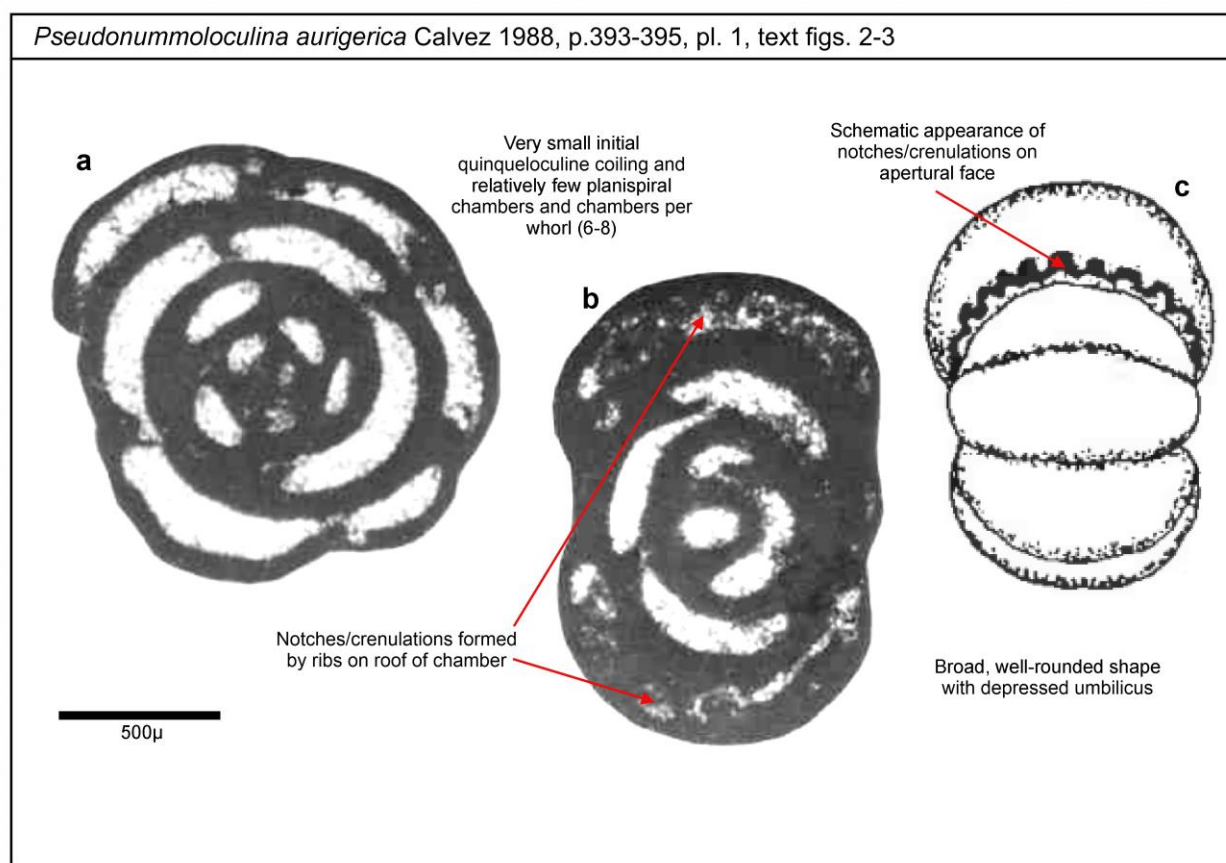 Pseudonummoloculina aurigerica Calvez 1988, p.393-395, pl. 1, text figs. 2-3
a
Very small initial
quinqueloculine coiling and
relatively few planispiral
chambers and chambers per
whorl (6-8)
Schematic appearance of
notches/crenulations on
apertural face
c
b
Notches/crenulations formed
by ribs on roof of chamber
Broad, well-rounded shape
with depressed umbilicus
500µ